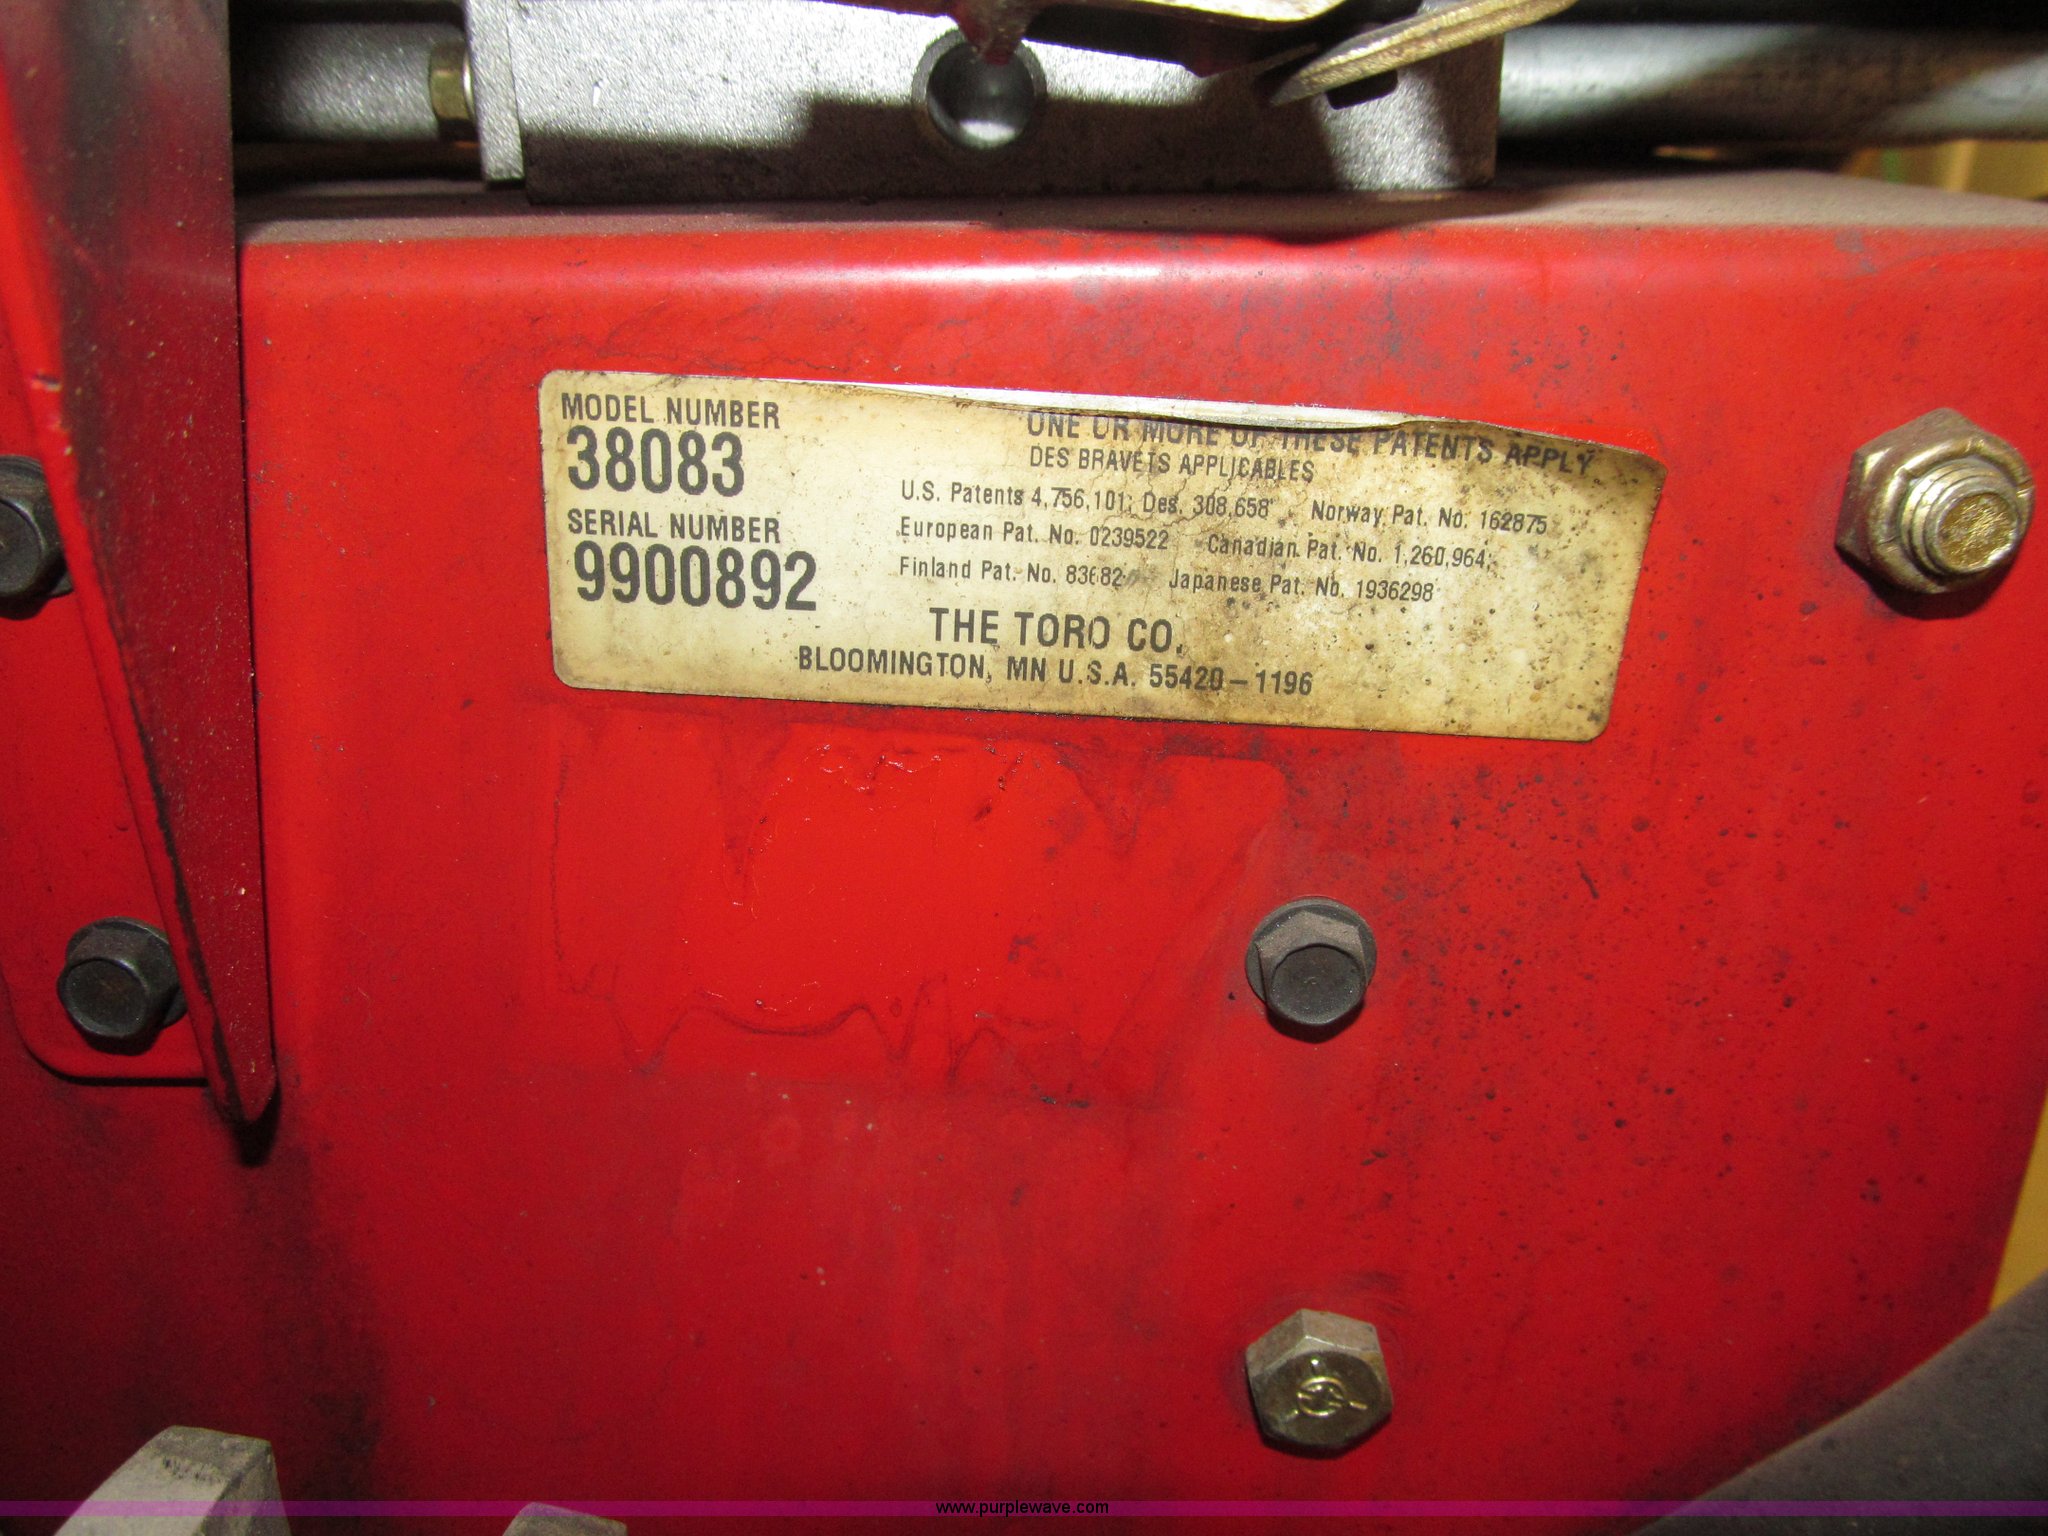 MODEL NUMBER
38083
SERIAL NUMBER
9900892
ONE OR MORE OF THESE PATENTS APPLY
DES BRAVETS APPLICABLES
U.S. Patents 4,756,101; Des. 308,658 Norway Pat. No. 162875
European Pat. No. 0239522 Canadian Pat. No. 1,260,964;
Finland Pat. No. 83682 Japanese Pat. No. 1936298
THE TORO CO.
BLOOMINGTON, MN U.S.A. 55420-1196
www.purplewave.com